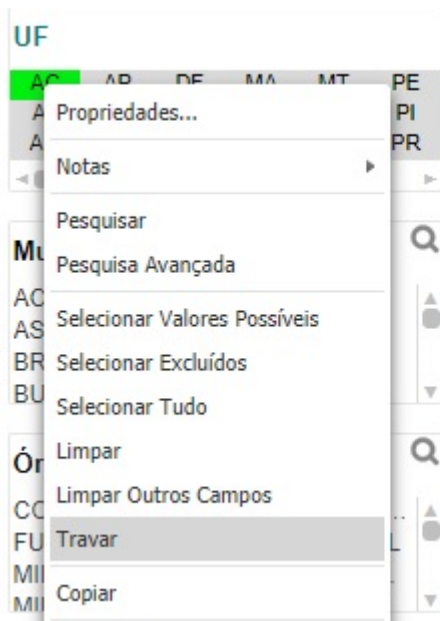 UF
AC AP DF MA MT PE
PI
PR
Propriedades...
Notas
Pesquisar
Pesquisa Avançada
Selecionar Valores Possíveis
Selecionar Excluídos
Selecionar Tudo
Limpar
Limpar Outros Campos
Travar
Copiar